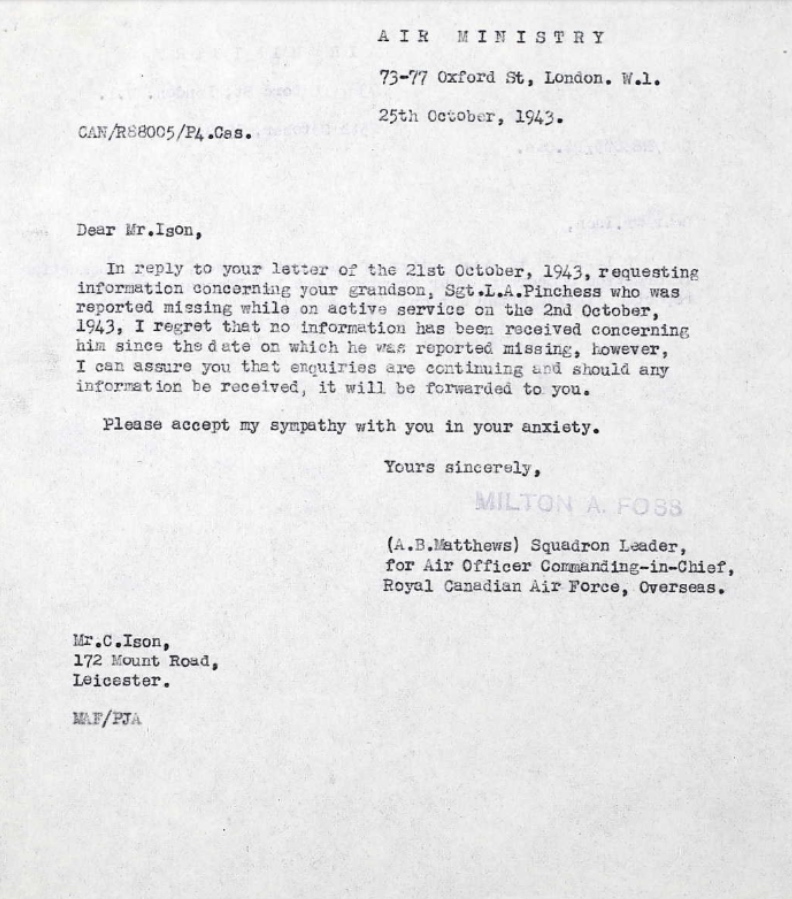 AIR MINISTRY
73-77 Oxford St, London. W.1.
25th October, 1943.
CAN/R88005/P4.Cas.
Dear Mr.Ison,
In reply to your letter of the 21st October, 1943, requesting
information concerning your grandson, Sgt.L.A.Pinchess who was
reported missing while on active service on the 2nd October,
1943, I regret that no information has been received concerning
him since the date on which he was reported missing, however,
I can assure you that enquiries are continuing and should any
information be received, it will be forwarded to you.
Please accept my sympathy with you in your anxiety.
Yours sincerely,
MILTON A. FOSS
(A.B.Matthews) Squadron Leader,
for Air Officer Commanding-in-Chief,
Royal Canadian Air Force, Overseas.
Mr.C.Ison,
172 Mount Road,
Leicester.
MAF/PJA